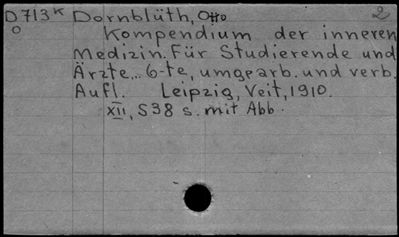 D713K Dornblüth, Otto 2
O Kompendium der inneren
Medizin. Für Studierende und
Ärzte... 6-te, umgearb. und verb.
Aufl. Leipzig, Veit, 1910.
XII, 538 s. mit Abb.